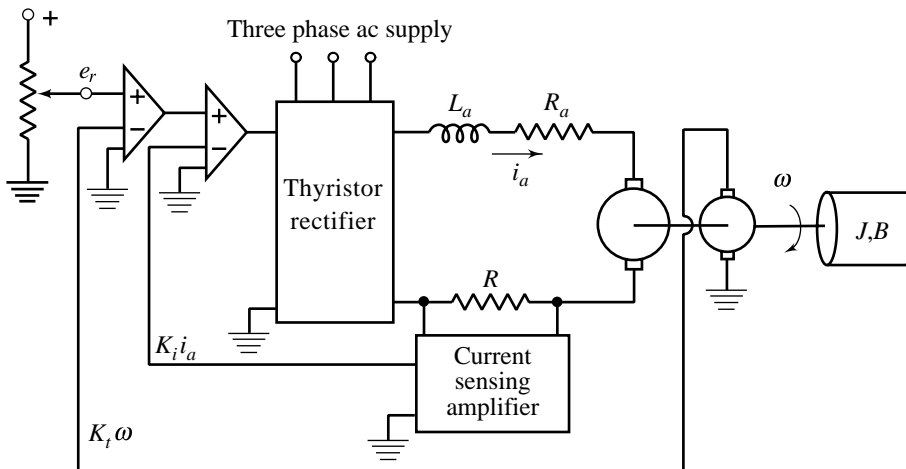 Three phase ac supply
+
e_r
+
−
+
−
L_a
R_a
i_a
Thyristor
rectifier
ω
J,B
R
K_i i_a
Current
sensing
amplifier
K_t ω